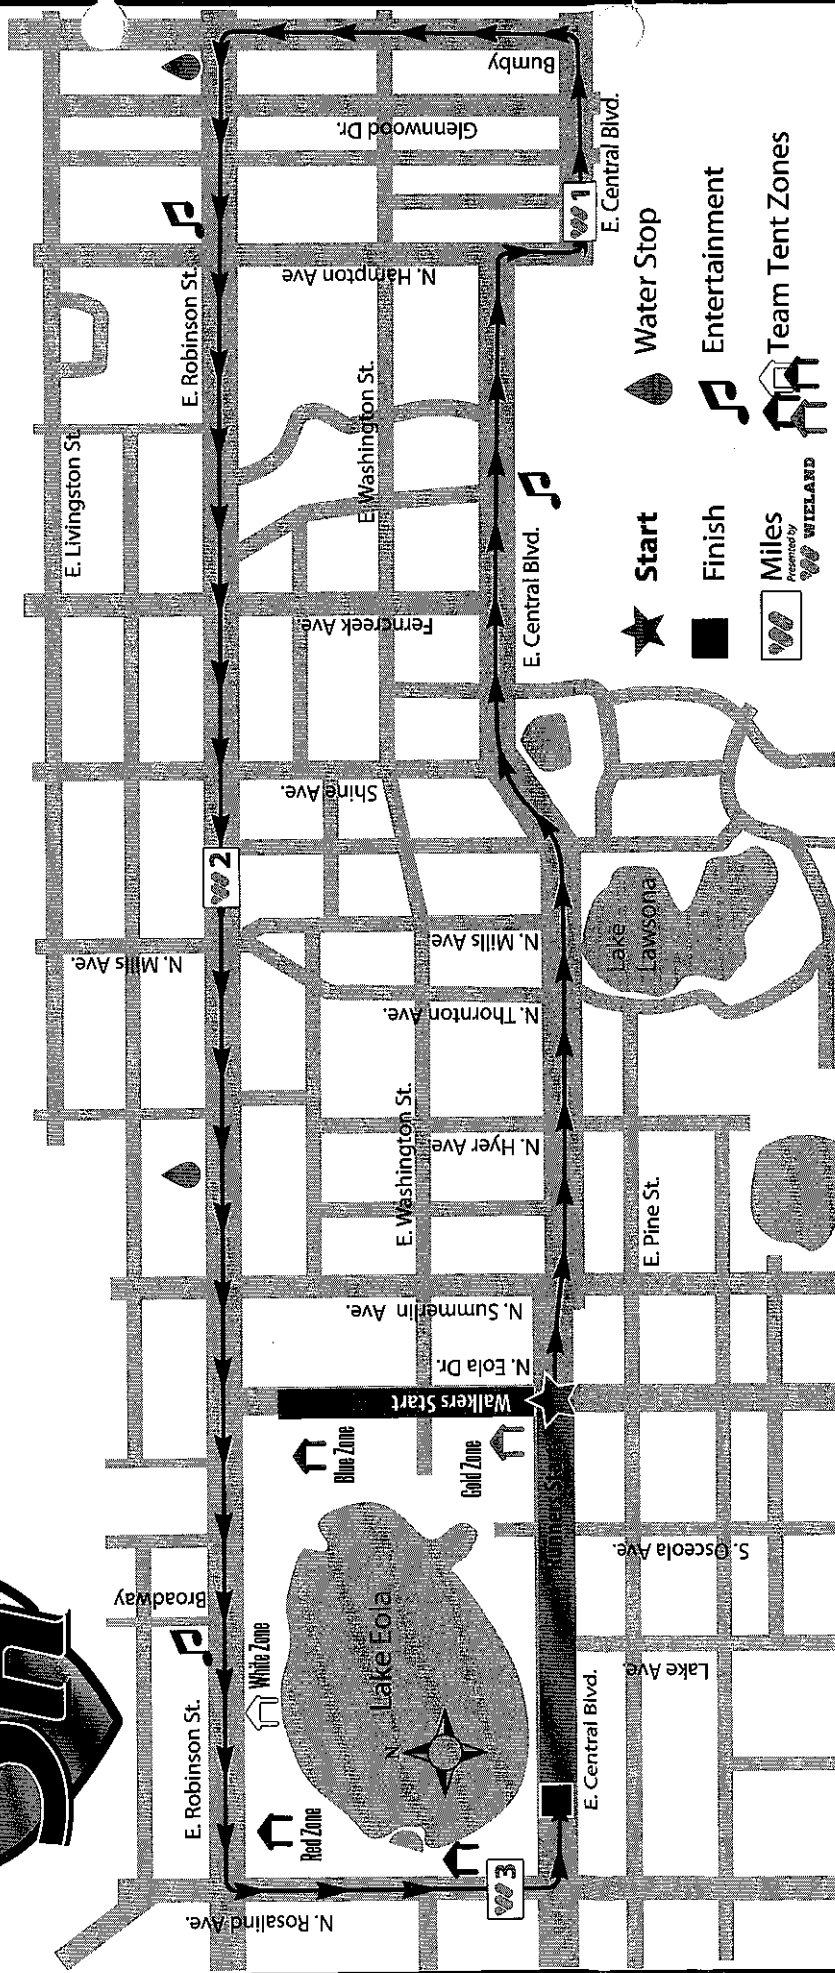 E. Livingston St.
N. Mills Ave.
Broadway
E. Robinson St.
E. Robinson St.
2
Bumby
Glennwood Dr.
N. Hampton Ave
E. Washington St.
Ferncreek Ave.
Shine Ave.
N. Mills Ave.
N. Thornton Ave.
E. Washington St.
N. Hyer Ave
N. Summerlin Ave.
N. Eola Dr.
Walkers Start
Blue Zone
Gold Zone
White Zone
Red Zone
Lake Eola
N
N. Rosalind Ave.
3
E. Central Blvd.
Runners Start
S. Osceola Ave.
Lake Ave.
E. Pine St.
Lake
Lawsona
E. Central Blvd.
1
E. Central Blvd.
Start
Finish
Miles
Presented by
WIELAND
Water Stop
Entertainment
Team Tent Zones